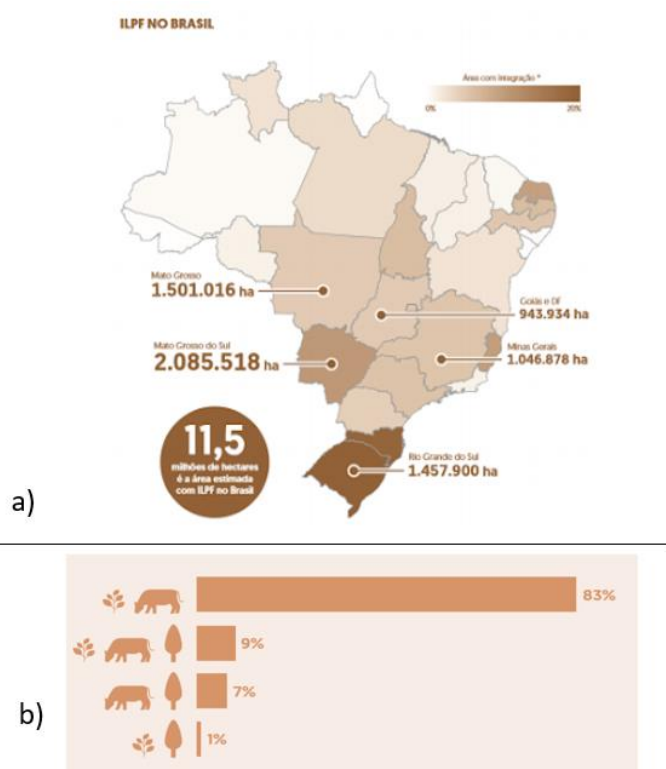 ILPF NO BRASIL
Área com integração *
0%
20%
Mato Grosso
1.501.016 ha
Goiás e DF
943.934 ha
Mato Grosso do Sul
2.085.518 ha
Minas Gerais
1.046.878 ha
11,5
milhões de hectares
é a área estimada
com ILPF no Brasil
Rio Grande do Sul
1.457.900 ha
a)
83%
9%
7%
b)
1%